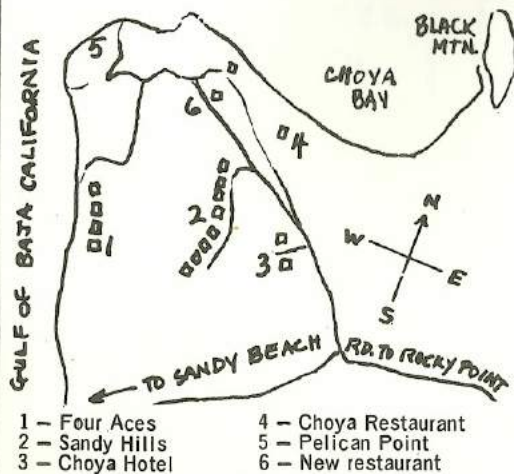 BLACK
MTN.
CHOYA
BAY
5
6
4
GULF OF BAJA CALIFORNIA
2
1
3
N
W
E
S
TO SANDY BEACH
RD. TO ROCKY POINT
1 – Four Aces
2 – Sandy Hills
3 – Choya Hotel
4 – Choya Restaurant
5 – Pelican Point
6 – New restaurant